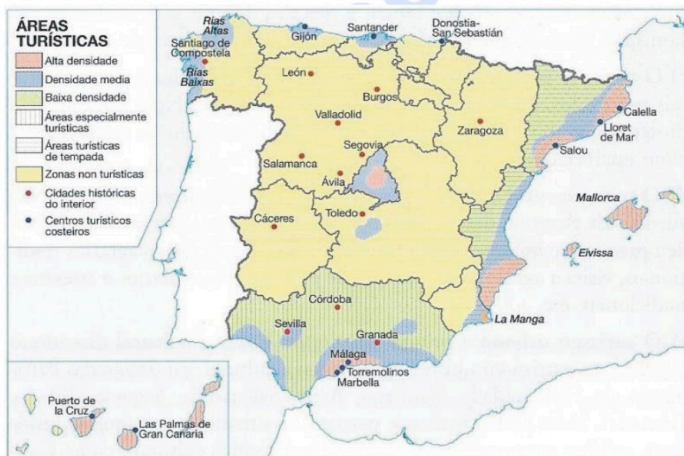 ÁREAS
TURÍSTICAS
Alta densidade
Densidade media
Baixa densidade
Áreas especialmente
turísticas
Áreas turísticas
de tempada
Zonas non turísticas
Cidades históricas
do interior
Centros turísticos
costeiros
Rías
Altas
Santiago de
Compostela
Rías
Baixas
Gijón
Santander
Donostia-
San Sebastián
León
Burgos
Valladolid
Zaragoza
Segovia
Salamanca
Ávila
Toledo
Cáceres
Calella
Lloret
de Mar
Salou
Mallorca
Eivissa
La Manga
Córdoba
Sevilla
Granada
Málaga
Torremolinos
Marbella
Puerto de
la Cruz
Las Palmas de
Gran Canaria